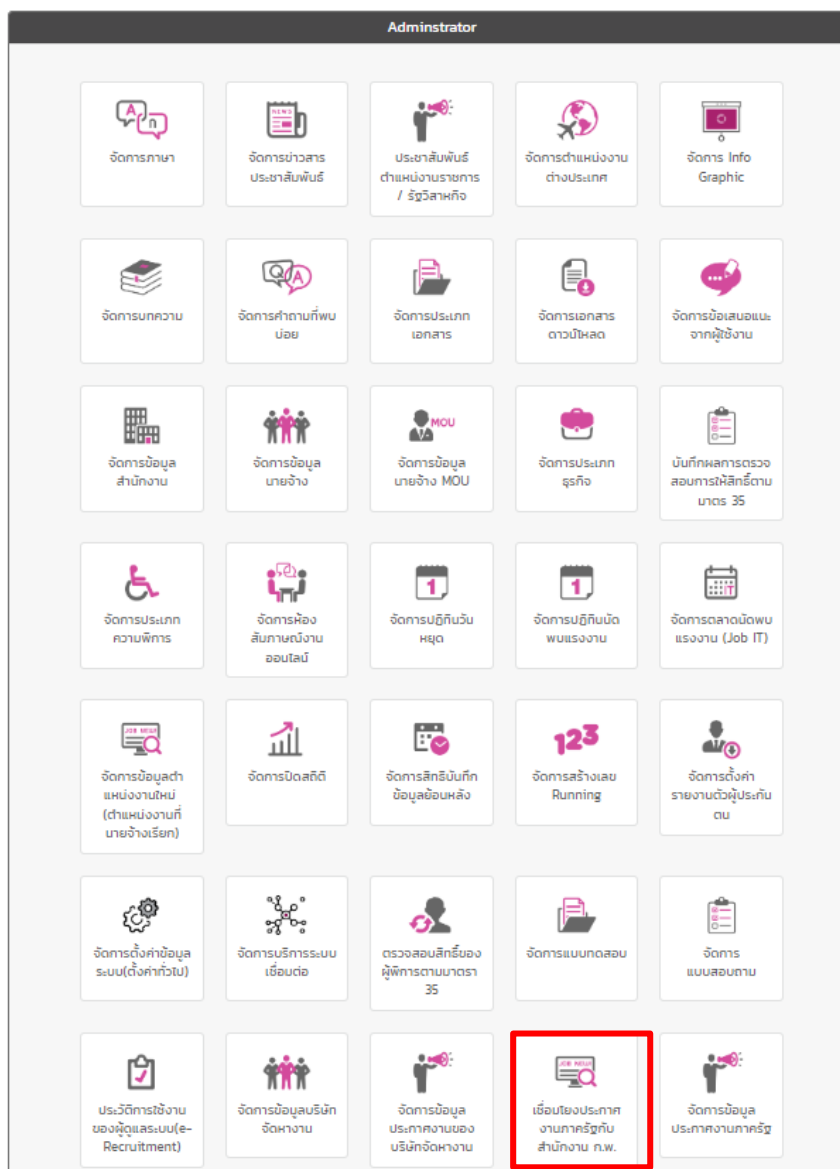 Adminstrator
จัดการภาษา
จัดการข่าวสาร
ประชาสัมพันธ์
ประชาสัมพันธ์
ตำแหน่งงานราชการ
/ รัฐวิสาหกิจ
จัดการตำแหน่งงาน
ต่างประเทศ
จัดการ Info
Graphic
จัดการบทความ
จัดการคำถามที่พบ
บ่อย
จัดการประเภท
เอกสาร
จัดการเอกสาร
ดาวน์โหลด
จัดการข้อเสนอแนะ
จากผู้ใช้งาน
จัดการข้อมูล
สำนักงาน
จัดการข้อมูล
นายจ้าง
MOU
จัดการข้อมูล
นายจ้าง MOU
จัดการประเภท
ธุรกิจ
บันทึกผลการตรวจ
สอบการให้สิทธิ์ตาม
มาตร 35
จัดการประเภท
ความพิการ
จัดการห้อง
สัมภาษณ์งาน
ออนไลน์
1
จัดการปฏิทินวัน
หยุด
1
จัดการปฏิทินนัด
พบแรงงาน
IT
จัดการตลาดนัดพบ
แรงงาน (Job IT)
จัดการข้อมูลตำ
แหน่งงานใหม่
(ตำแหน่งงานที่
นายจ้างเรียก)
จัดการปิดสถิติ
จัดการสิทธิบันทึก
ข้อมูลย้อนหลัง
123
จัดการสร้างเลข
Running
จัดการตั้งค่า
รายงานตัวผู้ประกัน
ตน
จัดการตั้งค่าข้อมูล
ระบบ(ตั้งค่าทั่วไป)
จัดการบริการระบบ
เชื่อมต่อ
ตรวจสอบสิทธิ์ของ
ผู้พิการตามมาตรา
35
จัดการแบบทดสอบ
จัดการ
แบบสอบถาม
ประวัติการใช้งาน
ของผู้ดูแลระบบ(e-
Recruitment)
จัดการข้อมูลบริษัท
จัดหางาน
จัดการข้อมูล
ประกาศงานของ
บริษัทจัดหางาน
เชื่อมโยงประกาศ
งานภาครัฐกับ
สำนักงาน ก.พ.
จัดการข้อมูล
ประกาศงานภาครัฐ